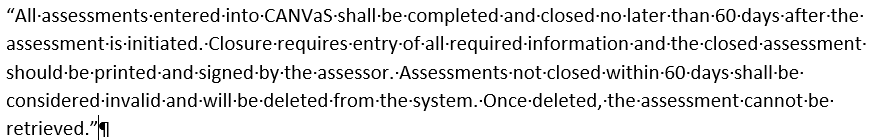 “All assessments entered into CANVaS shall be completed and closed no later than 60 days after the
assessment is initiated. Closure requires entry of all required information and the closed assessment
should be printed and signed by the assessor. Assessments not closed within 60 days shall be
considered invalid and will be deleted from the system. Once deleted, the assessment cannot be
retrieved.”¶